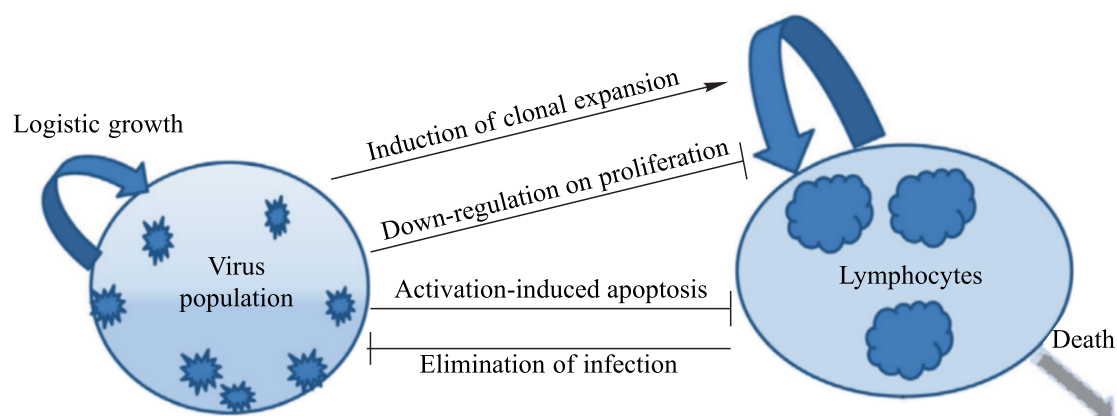 Induction of clonal expansion
Logistic growth
Down-regulation on proliferation
Virus
population
Lymphocytes
Activation-induced apoptosis
Elimination of infection
Death